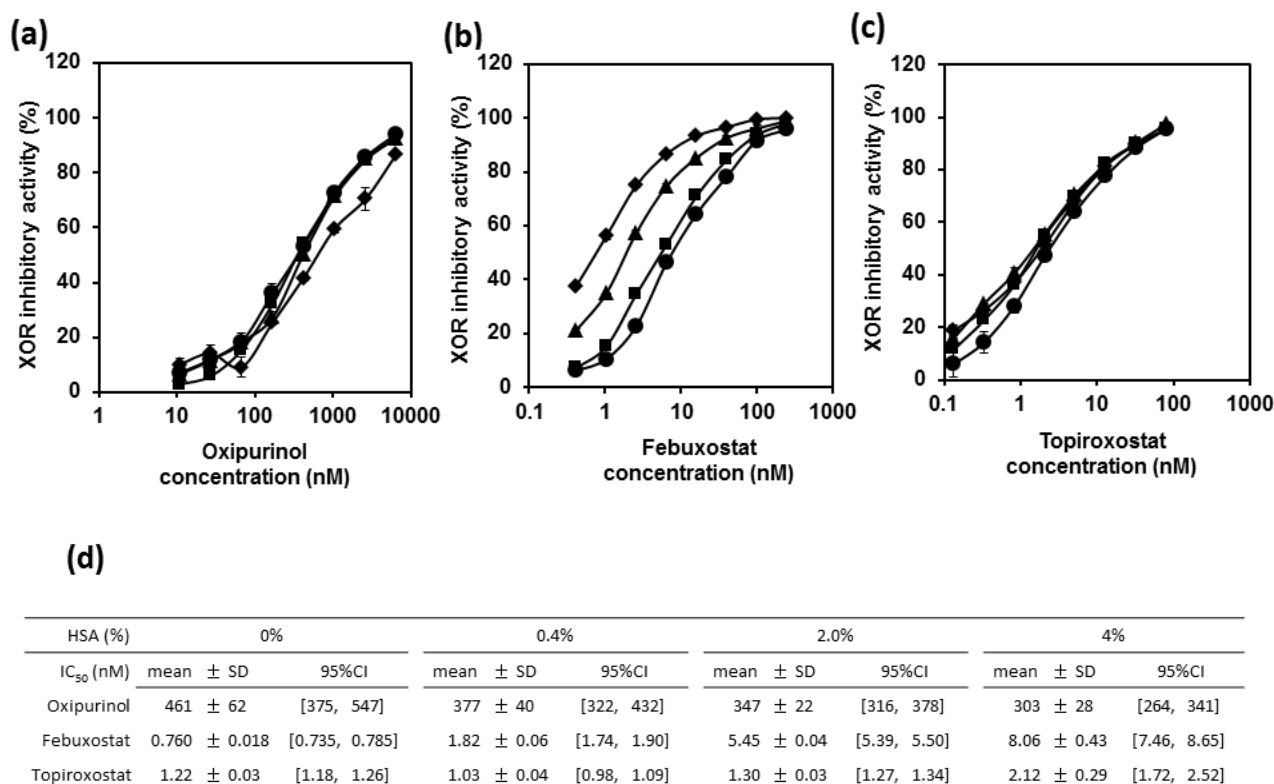 (a)
XOR inhibitory activity (%)
120
100
80
60
40
20
0
1 10 100 1000 10000
Oxipurinol
concentration (nM)
(b)
XOR inhibitory activity (%)
120
100
80
60
40
20
0
0.1 1 10 100 1000
Febuxostat
concentration (nM)
(c)
XOR inhibitory activity (%)
120
100
80
60
40
20
0
0.1 1 10 100 1000
Topiroxostat
concentration (nM)
(d)
HSA (%) 0% 0.4% 2.0% 4%
IC₅₀ (nM) mean ± SD 95%CI mean ± SD 95%CI mean ± SD 95%CI mean ± SD 95%CI
Oxipurinol 461 ± 62 [375, 547] 377 ± 40 [322, 432] 347 ± 22 [316, 378] 303 ± 28 [264, 341]
Febuxostat 0.760 ± 0.018 [0.735, 0.785] 1.82 ± 0.06 [1.74, 1.90] 5.45 ± 0.04 [5.39, 5.50] 8.06 ± 0.43 [7.46, 8.65]
Topiroxostat 1.22 ± 0.03 [1.18, 1.26] 1.03 ± 0.04 [0.98, 1.09] 1.30 ± 0.03 [1.27, 1.34] 2.12 ± 0.29 [1.72, 2.52]